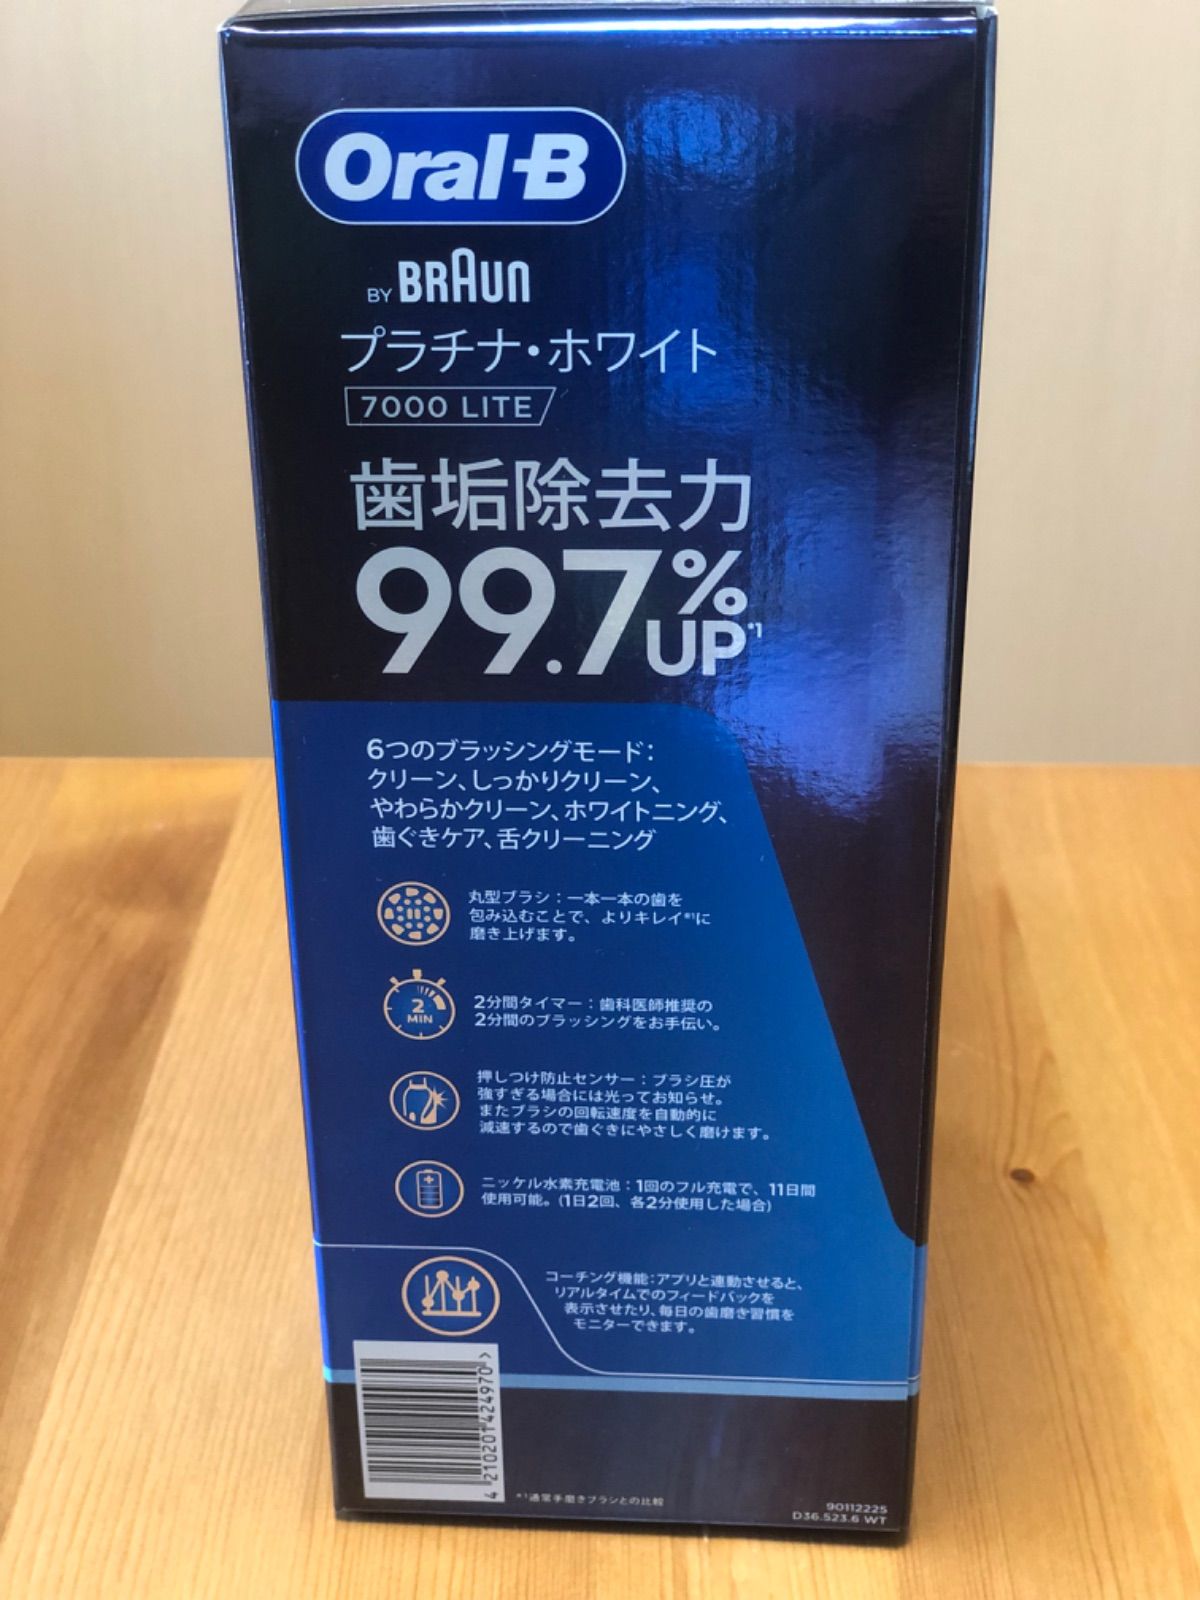 Oral-B
BY BRAUN
プラチナ・ホワイト
7000 LITE
歯垢除去力
99.7%UP*1
6つのブラッシングモード：
クリーン、しっかりクリーン、
やわらかクリーン、ホワイトニング、
歯ぐきケア、舌クリーニング
丸型ブラシ：一本一本の歯を
包み込むことで、よりキレイ*1に
磨き上げます。
2
MIN
2分間タイマー：歯科医師推奨の
2分間のブラッシングをお手伝い。
押しつけ防止センサー：ブラシ圧が
強すぎる場合には光ってお知らせ。
またブラシの回転速度を自動的に
減速するので歯ぐきにやさしく磨けます。
ニッケル水素充電池：1回のフル充電で、11日間
使用可能。(1日2回、各2分使用した場合)
コーチング機能：アプリと連動させると、
リアルタイムでのフィードバックを
表示させたり、毎日の歯磨き習慣を
モニターできます。
4 210201 424970 >
*1通常手磨きブラシとの比較
90112225
D36.523.6 WT